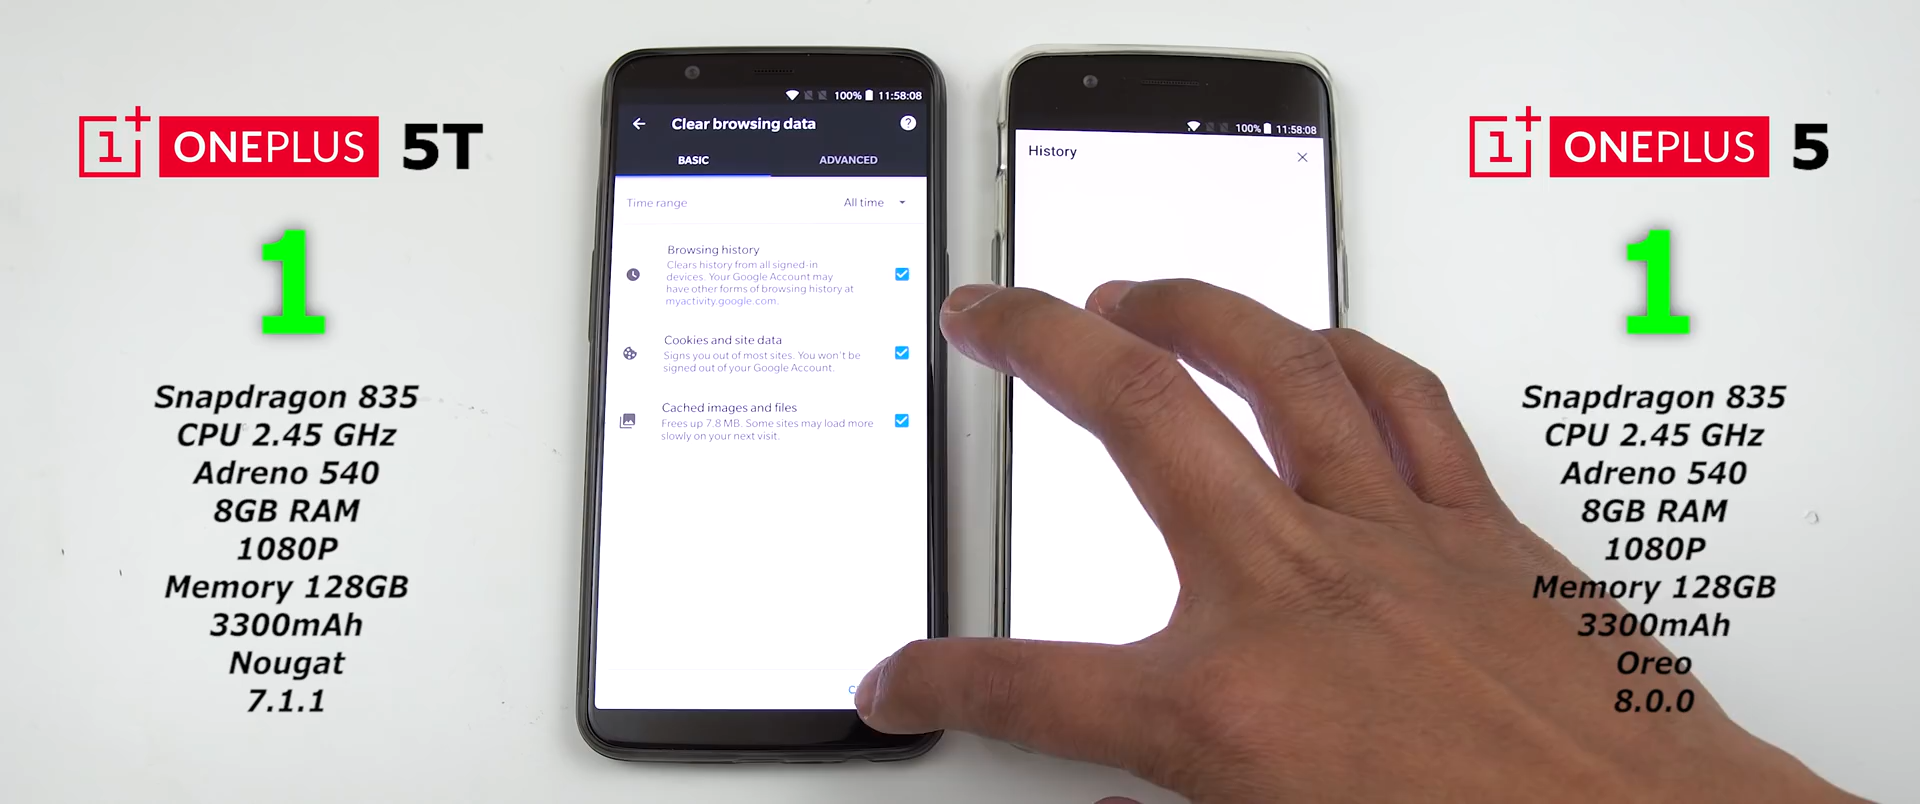 1+ ONEPLUS 5T
1
Snapdragon 835
CPU 2.45 GHz
Adreno 540
8GB RAM
1080P
Memory 128GB
3300mAh
Nougat
7.1.1
100% 11:58:08
Clear browsing data
BASIC ADVANCED
Time range All time
Browsing history
Clears history from all signed-in
devices. Your Google Account may
have other forms of browsing history at
myactivity.google.com.
Cookies and site data
Signs you out of most sites. You won't be
signed out of your Google Account.
Cached images and files
Frees up 7.8 MB. Some sites may load more
slowly on your next visit.
100% 11:58:08
History
1+ ONEPLUS 5
1
Snapdragon 835
CPU 2.45 GHz
Adreno 540
8GB RAM
1080P
Memory 128GB
3300mAh
Oreo
8.0.0